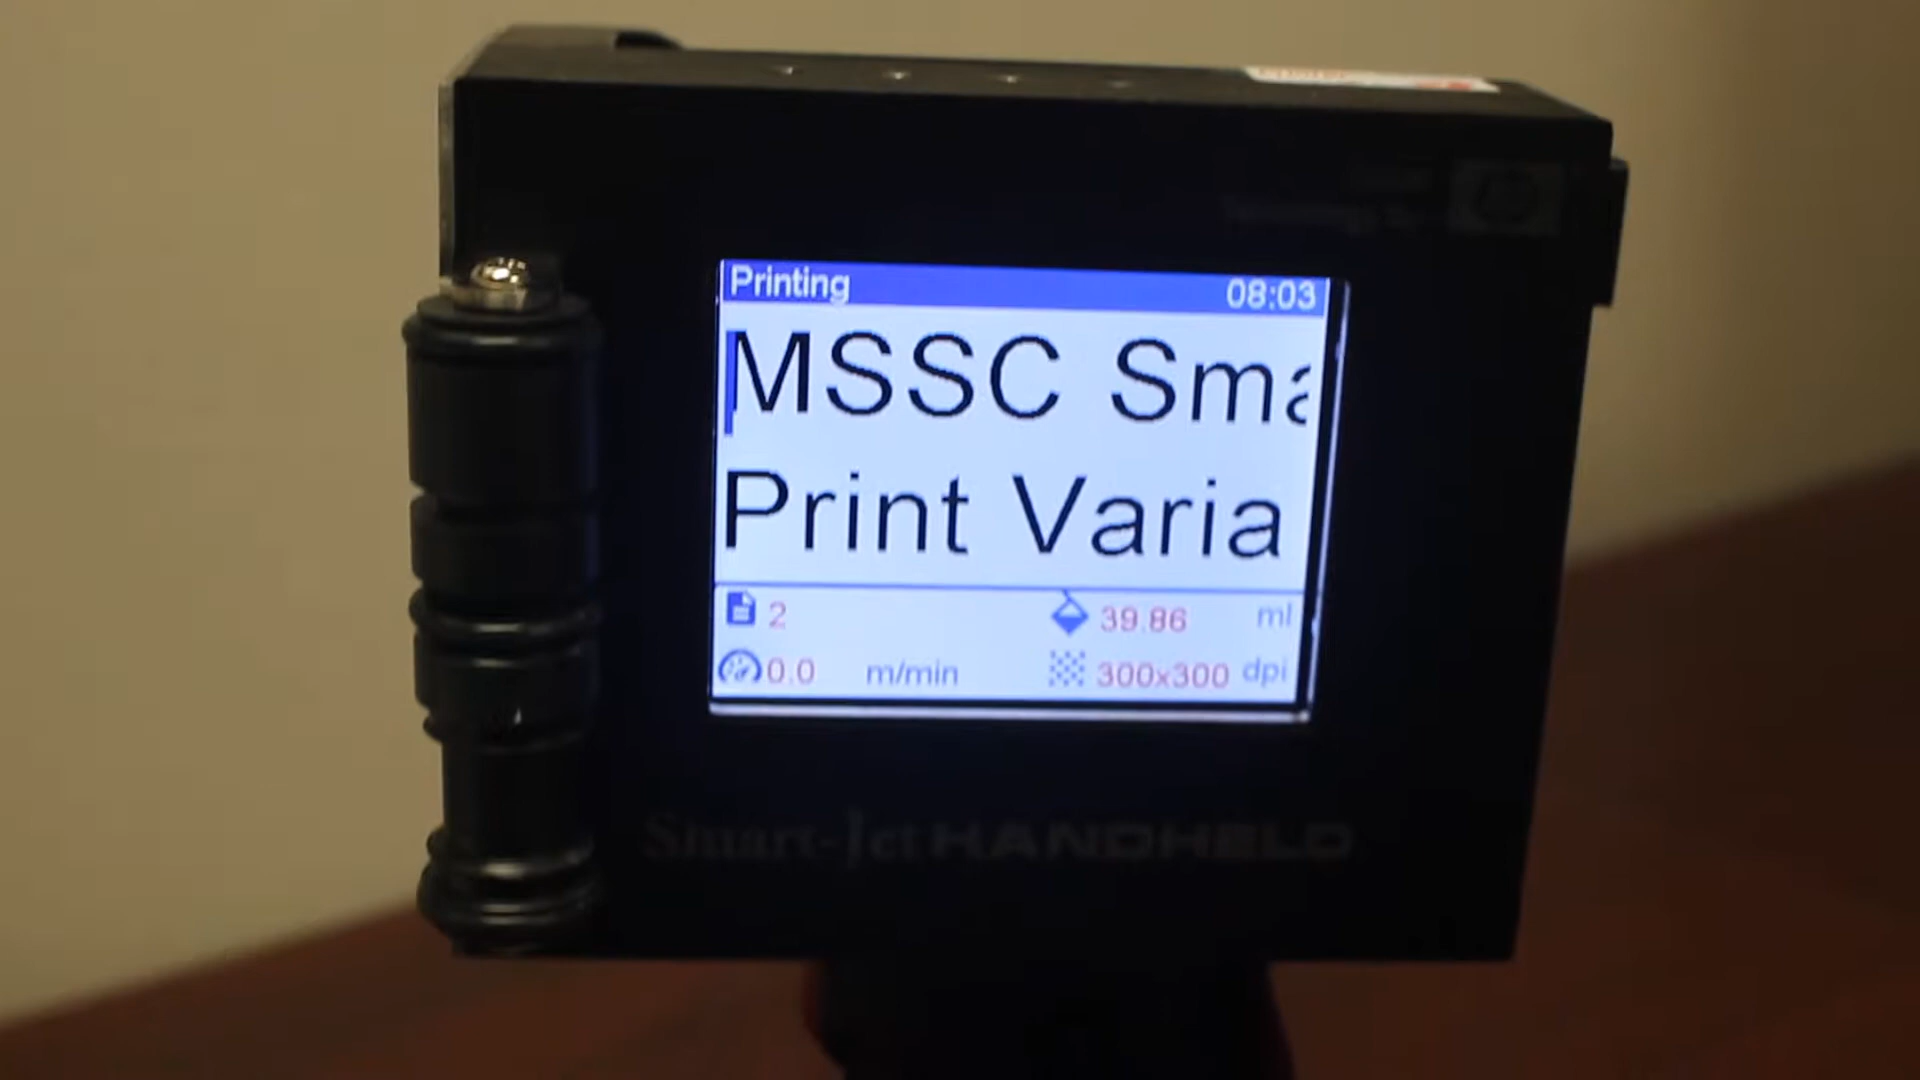 Printing 08:03
MSSC Sma
Print Varia
2 39.86 ml
0.0 m/min 300x300 dpi
Smart-Jet HANDHELD